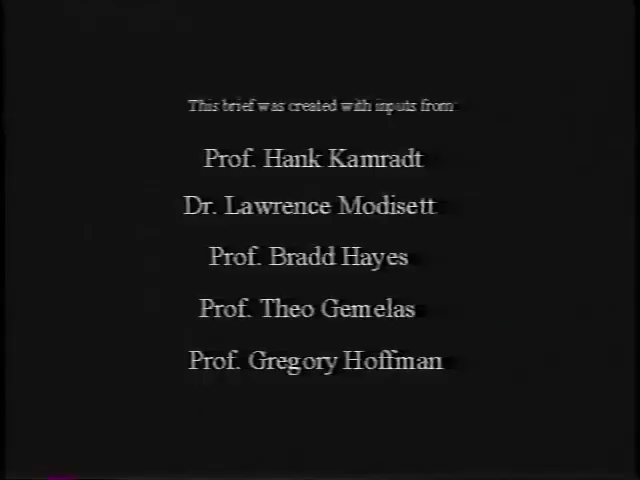 This brief was created with inputs from:
Prof. Hank Kamradt
Dr. Lawrence Modisett
Prof. Bradd Hayes
Prof. Theo Gemelas
Prof. Gregory Hoffman